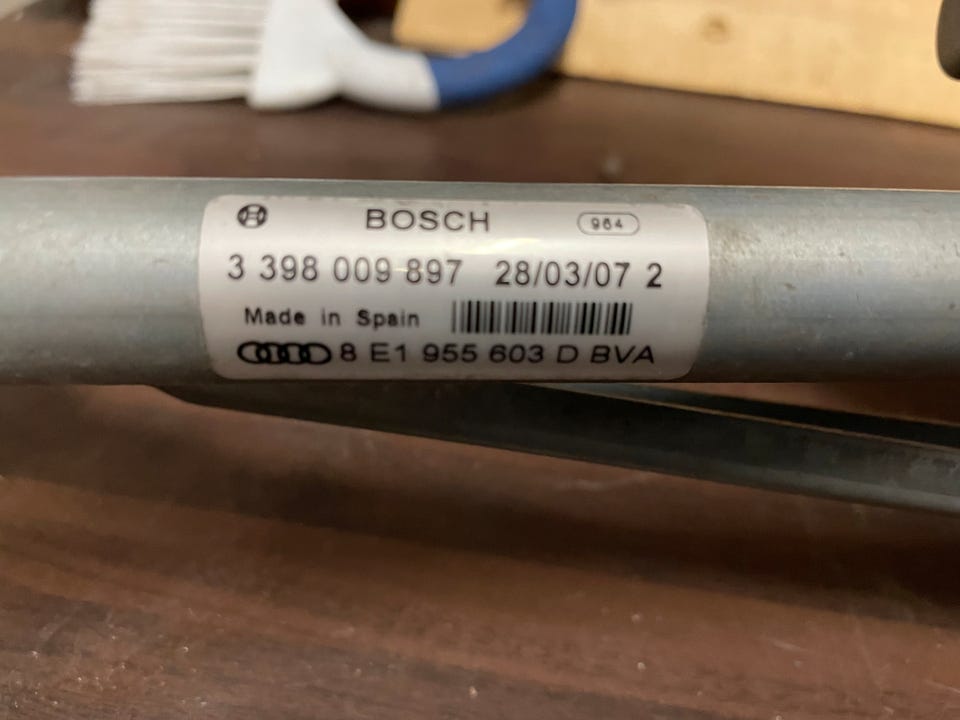 BOSCH 964
3 398 009 897 28/03/07 2
Made in Spain
8 E1 955 603 D BVA